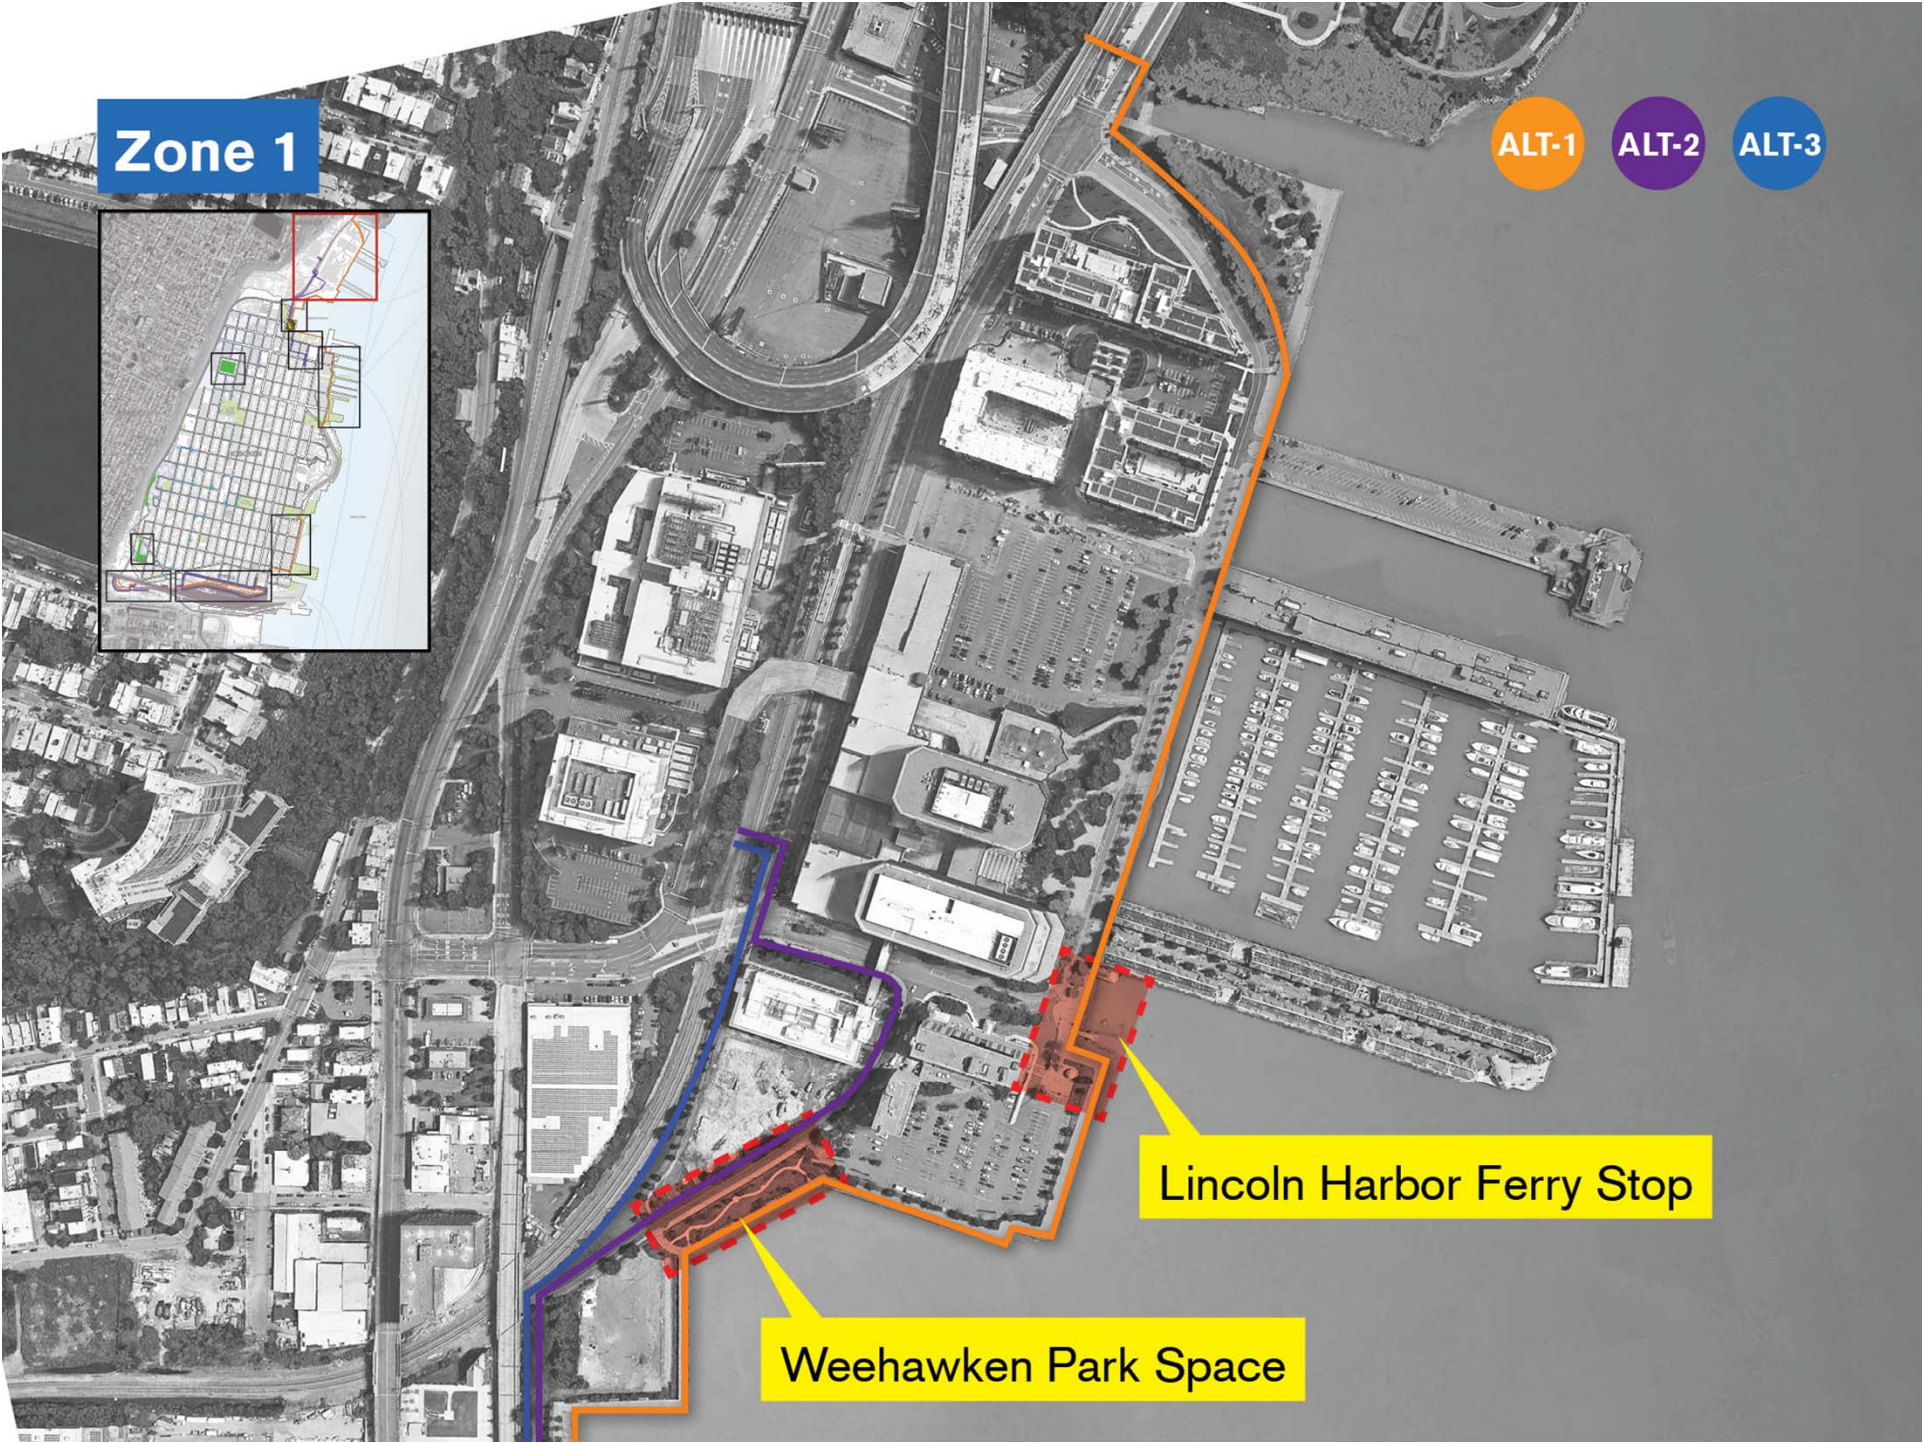 Zone 1
ALT-1 ALT-2 ALT-3
Lincoln Harbor Ferry Stop
Weehawken Park Space